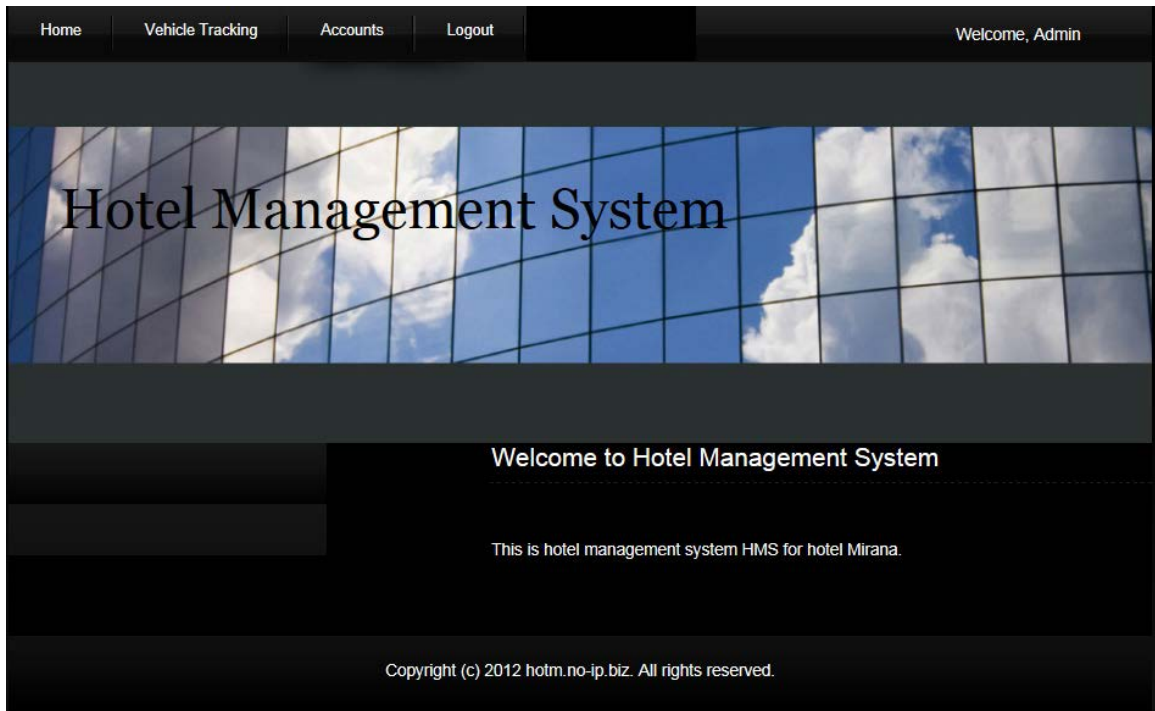 Home Vehicle Tracking Accounts Logout Welcome, Admin
Hotel Management System
Welcome to Hotel Management System
This is hotel management system HMS for hotel Mirana.
Copyright (c) 2012 hotm.no-ip.biz. All rights reserved.